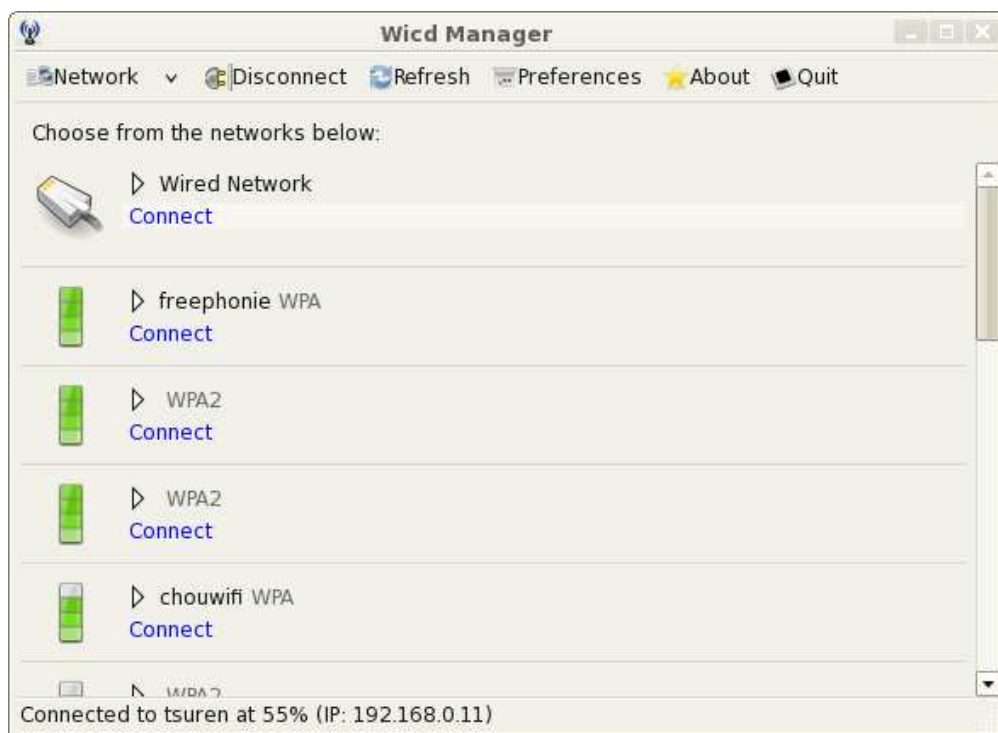 Wicd Manager
Network Disconnect Refresh Preferences About Quit
Choose from the networks below:
Wired Network
Connect
freephonie WPA
Connect
WPA2
Connect
WPA2
Connect
chouwifi WPA
Connect
WPA2
Connected to tsuren at 55% (IP: 192.168.0.11)